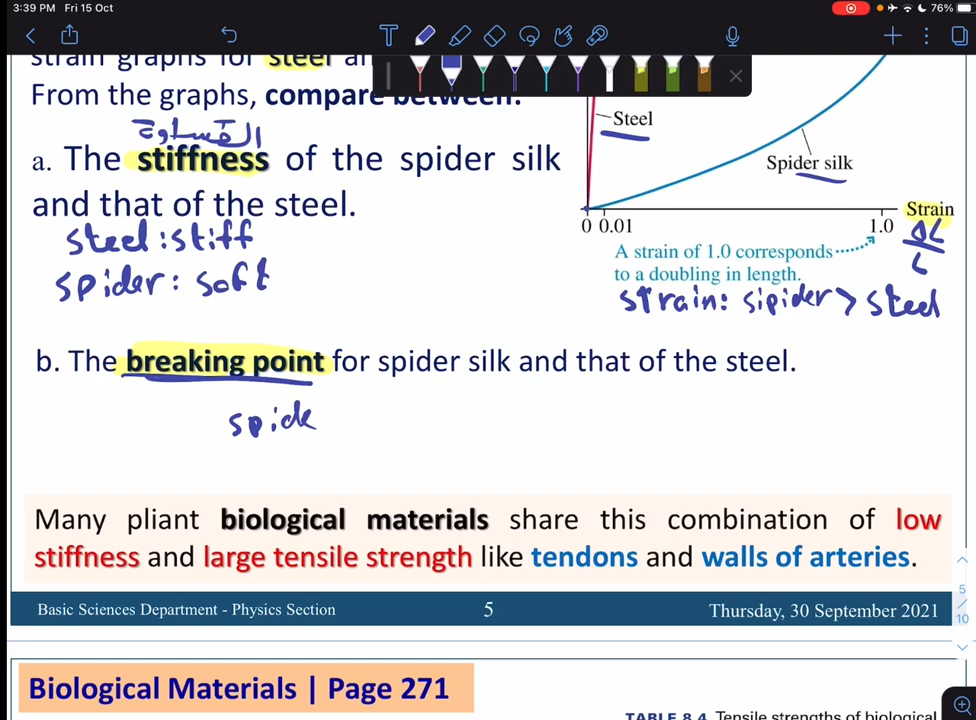 3:39 PM Fri 15 Oct
76%
strain graphs for steel an
From the graphs, compare between:
القساوة
a. The stiffness of the spider silk
and that of the steel.
steel : stiff
spider : soft
Steel
Spider silk
Strain
0 0.01
1.0
ΔL
L
A strain of 1.0 corresponds
to a doubling in length.
strain: sipider > steel
b. The breaking point for spider silk and that of the steel.
spide
Many pliant biological materials share this combination of low
stiffness and large tensile strength like tendons and walls of arteries.
Basic Sciences Department - Physics Section
5
Thursday, 30 September 2021
5
/
10
Biological Materials | Page 271
TABLE 8.4 Tensile strengths of biological